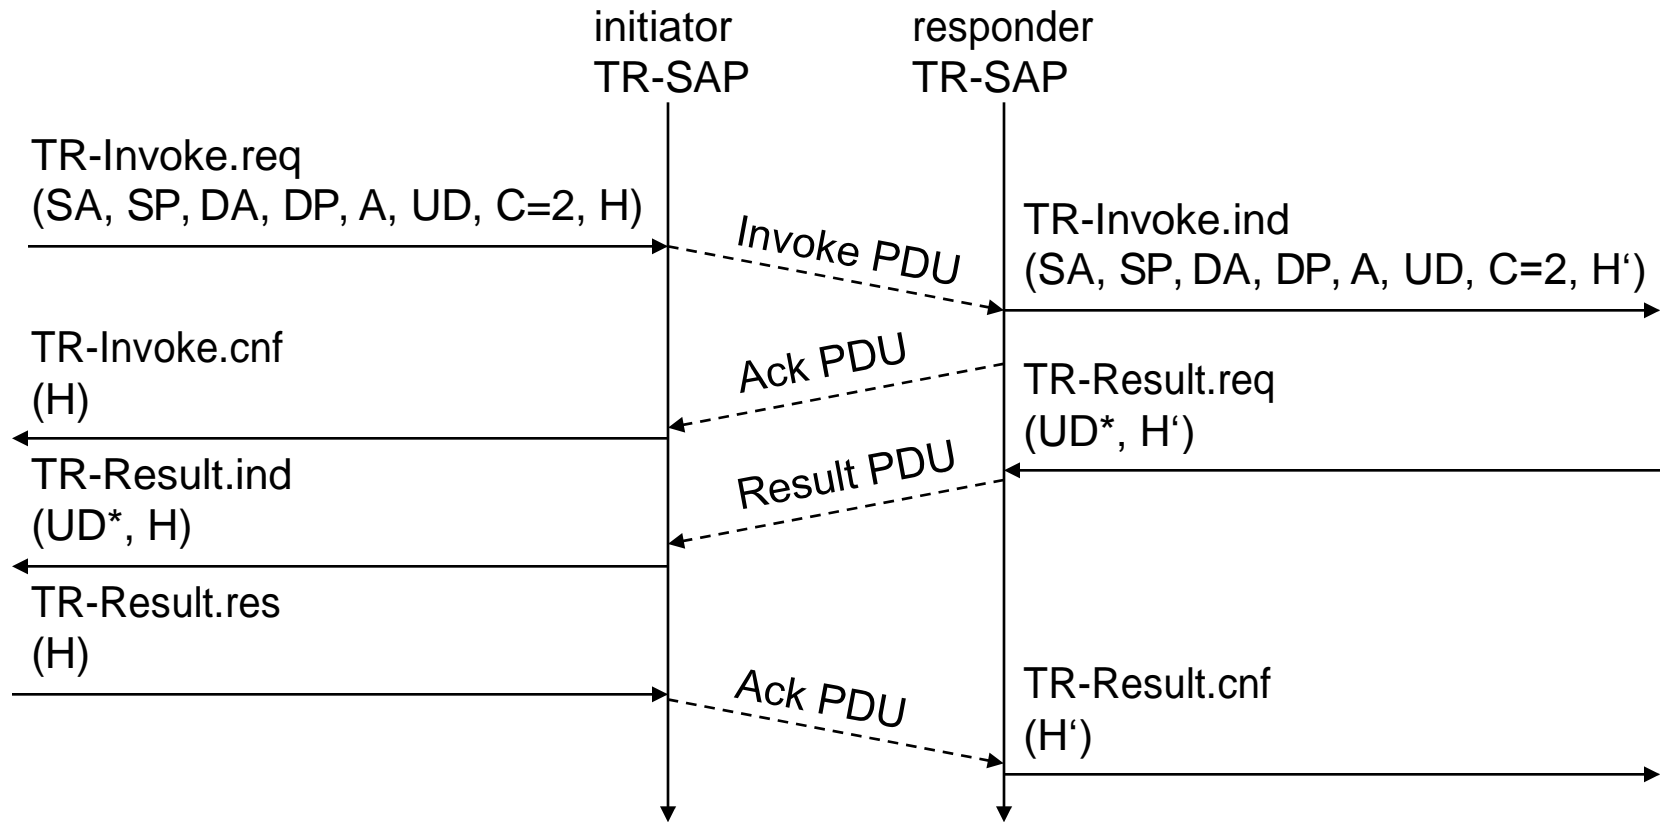 initiator
TR-SAP
responder
TR-SAP
TR-Invoke.req
(SA, SP, DA, DP, A, UD, C=2, H)
Invoke PDU
TR-Invoke.ind
(SA, SP, DA, DP, A, UD, C=2, H‘)
TR-Invoke.cnf
(H)
Ack PDU
TR-Result.req
(UD*, H‘)
TR-Result.ind
(UD*, H)
Result PDU
TR-Result.res
(H)
Ack PDU
TR-Result.cnf
(H‘)